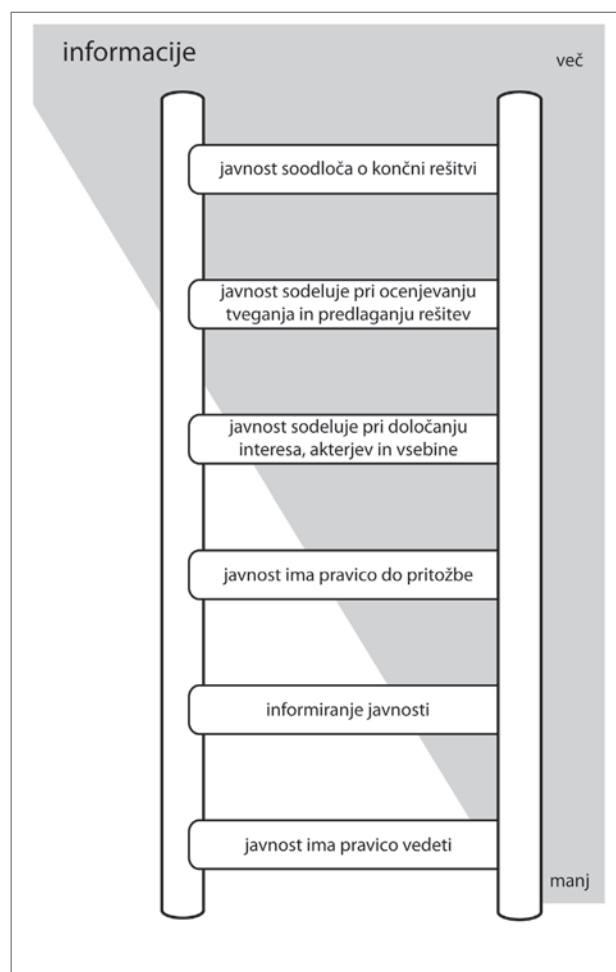 informacije
več
javnost soodloča o končni rešitvi
javnost sodeluje pri ocenjevanju
tveganja in predlaganju rešitev
javnost sodeluje pri določanju
interesa, akterjev in vsebine
javnost ima pravico do pritožbe
informiranje javnosti
javnost ima pravico vedeti
manj